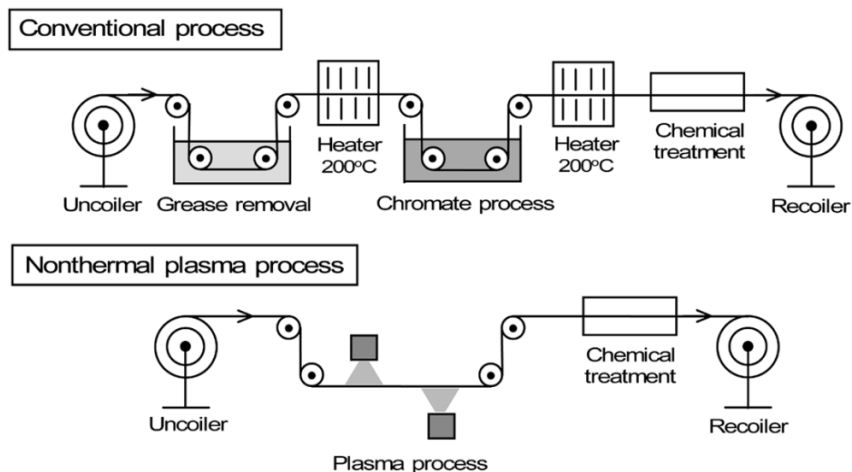 Conventional process
Heater
200°C
Heater
200°C
Chemical
treatment
Uncoiler
Grease removal
Chromate process
Recoiler
Nonthermal plasma process
Chemical
treatment
Uncoiler
Recoiler
Plasma process